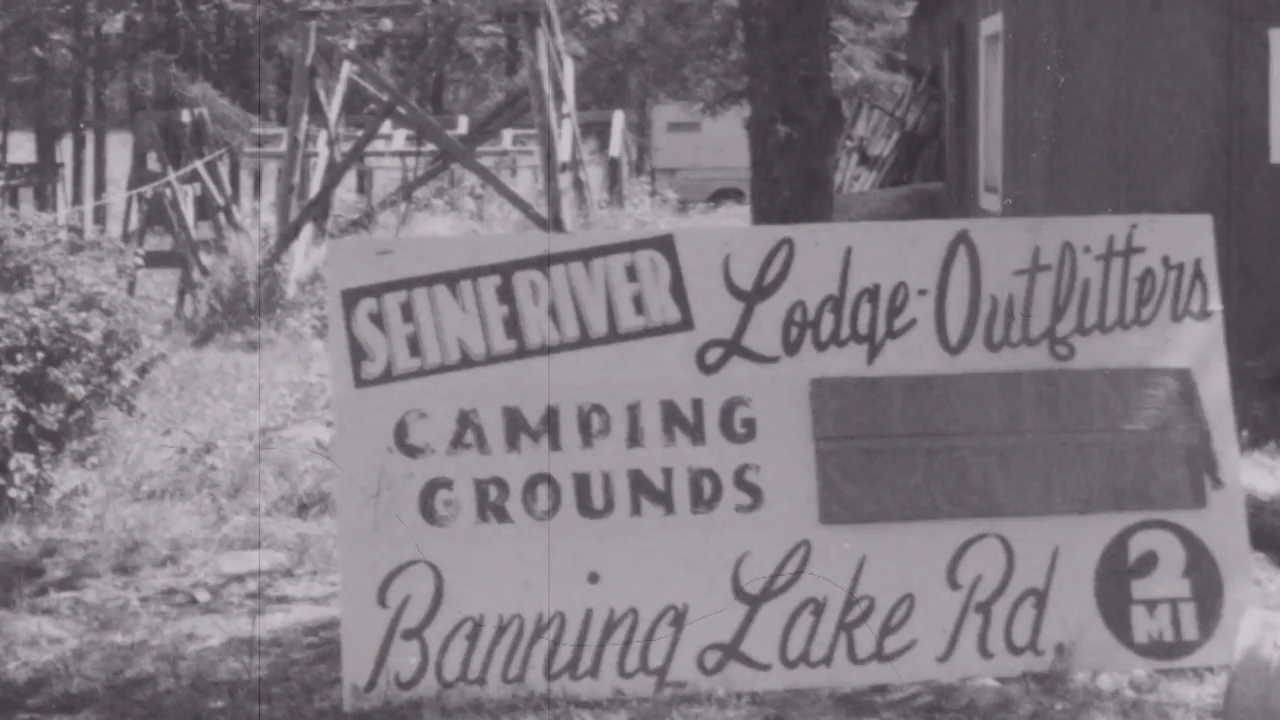 SEINE RIVER Lodge-Outfitters
CAMPING
GROUNDS
Banning Lake Rd. 2 MI